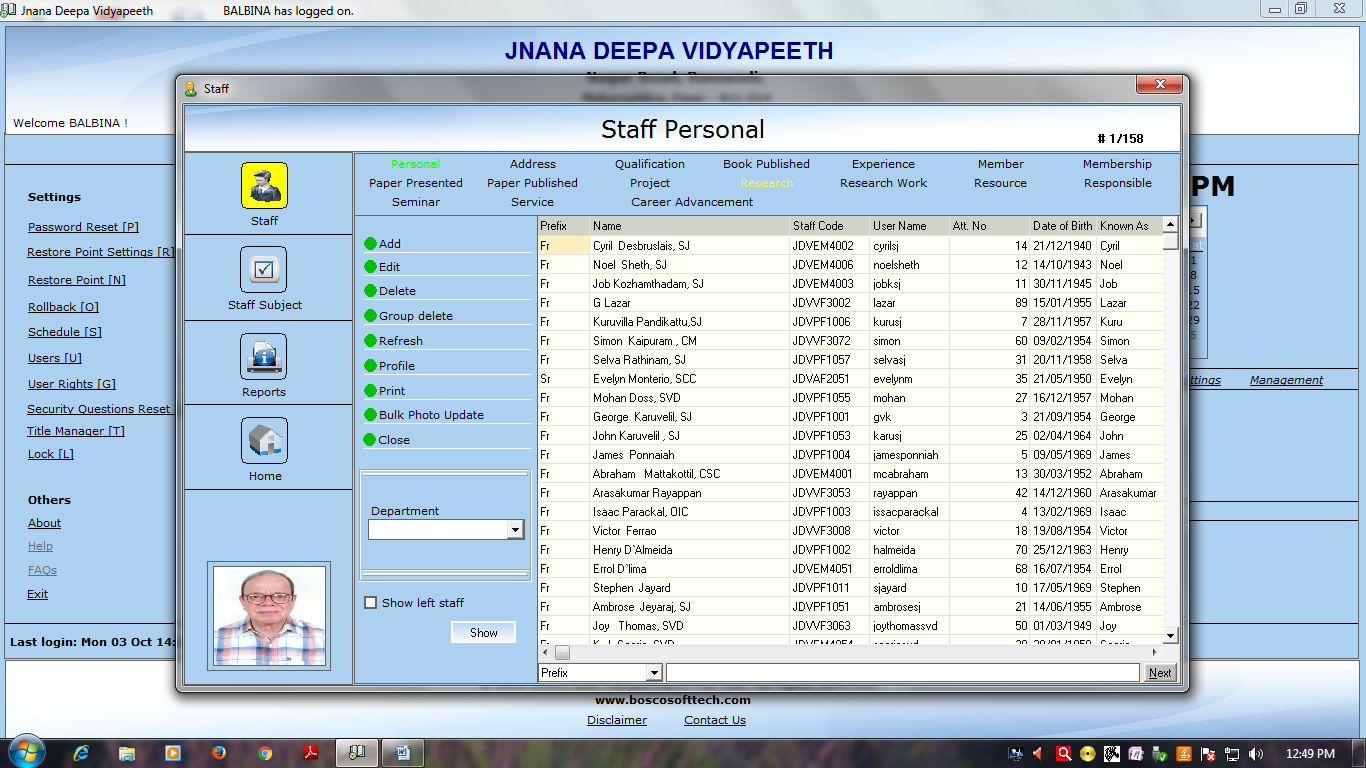 Jnana Deepa Vidyapeeth BALBINA has logged on.
JNANA DEEPA VIDYAPEETH
Welcome BALBINA !
Staff
Staff Personal
# 1/158
Personal Address Qualification Book Published Experience Member Membership
Paper Presented Paper Published Project Research Research Work Resource Responsible
Seminar Service Career Advancement
PM
Settings
Password Reset [P]
Restore Point Settings [R]
Restore Point [N]
Rollback [O]
Schedule [S]
Users [U]
User Rights [G]
Security Questions Reset
Title Manager [T]
Lock [L]
Others
About
Help
FAQs
Exit
Last login: Mon 03 Oct 14:
Staff
Staff Subject
Reports
Home
Add
Edit
Delete
Group delete
Refresh
Profile
Print
Bulk Photo Update
Close
Department
Show left staff
Show
Prefix Name Staff Code User Name Att. No Date of Birth Known As
Fr Cyril Desbruslais, SJ JDVEM4002 cyrilsj 14 21/12/1940 Cyril
Fr Noel Sheth, SJ JDVEM4006 noelsheth 12 14/10/1943 Noel
Fr Job Kozhamthadam, SJ JDVEM4003 jobksj 11 30/11/1945 Job
Fr G Lazar JDVVF3002 lazar 89 15/01/1955 Lazar
Fr Kuruvilla Pandikattu,SJ JDVPF1006 kurusj 7 28/11/1957 Kuru
Fr Simon Kaipuram , CM JDVVF3072 simon 60 09/02/1954 Simon
Fr Selva Rathinam, SJ JDVPF1057 selvasj 31 20/11/1958 Selva
Sr Evelyn Monterio, SCC JDVAF2051 evelynm 35 21/05/1950 Evelyn
Fr Mohan Doss, SVD JDVPF1055 mohan 27 16/12/1957 Mohan
Fr George Karuvelil, SJ JDVPF1001 gvk 3 21/09/1954 George
Fr John Karuvelil , SJ JDVPF1053 karusj 25 02/04/1964 John
Fr James Ponnaiah JDVPF1004 jamesponniah 5 09/05/1969 James
Fr Abraham Mattakottil, CSC JDVEM4001 mcabraham 13 30/03/1952 Abraham
Fr Arasakumar Rayappan JDVVF3053 rayappan 42 14/12/1960 Arasakumar
Fr Isaac Parackal, OIC JDVPF1003 issacparackal 4 13/02/1969 Isaac
Fr Victor Ferrao JDVVF3008 victor 18 19/08/1954 Victor
Fr Henry D`Almeida JDVPF1002 halmeida 70 25/12/1963 Henry
Fr Errol D`lima JDVEM4051 erroldlima 68 16/07/1954 Errol
Fr Stephen Jayard JDVPF1011 sjayard 10 17/05/1969 Stephen
Fr Ambrose Jeyaraj, SJ JDVPF1051 ambrosesj 21 14/06/1955 Ambrose
Fr Joy Thomas, SVD JDVVF3063 joythomassvd 50 01/03/1949 Joy
Prefix Next
Management
www.boscosofttech.com
Disclaimer Contact Us
12:49 PM